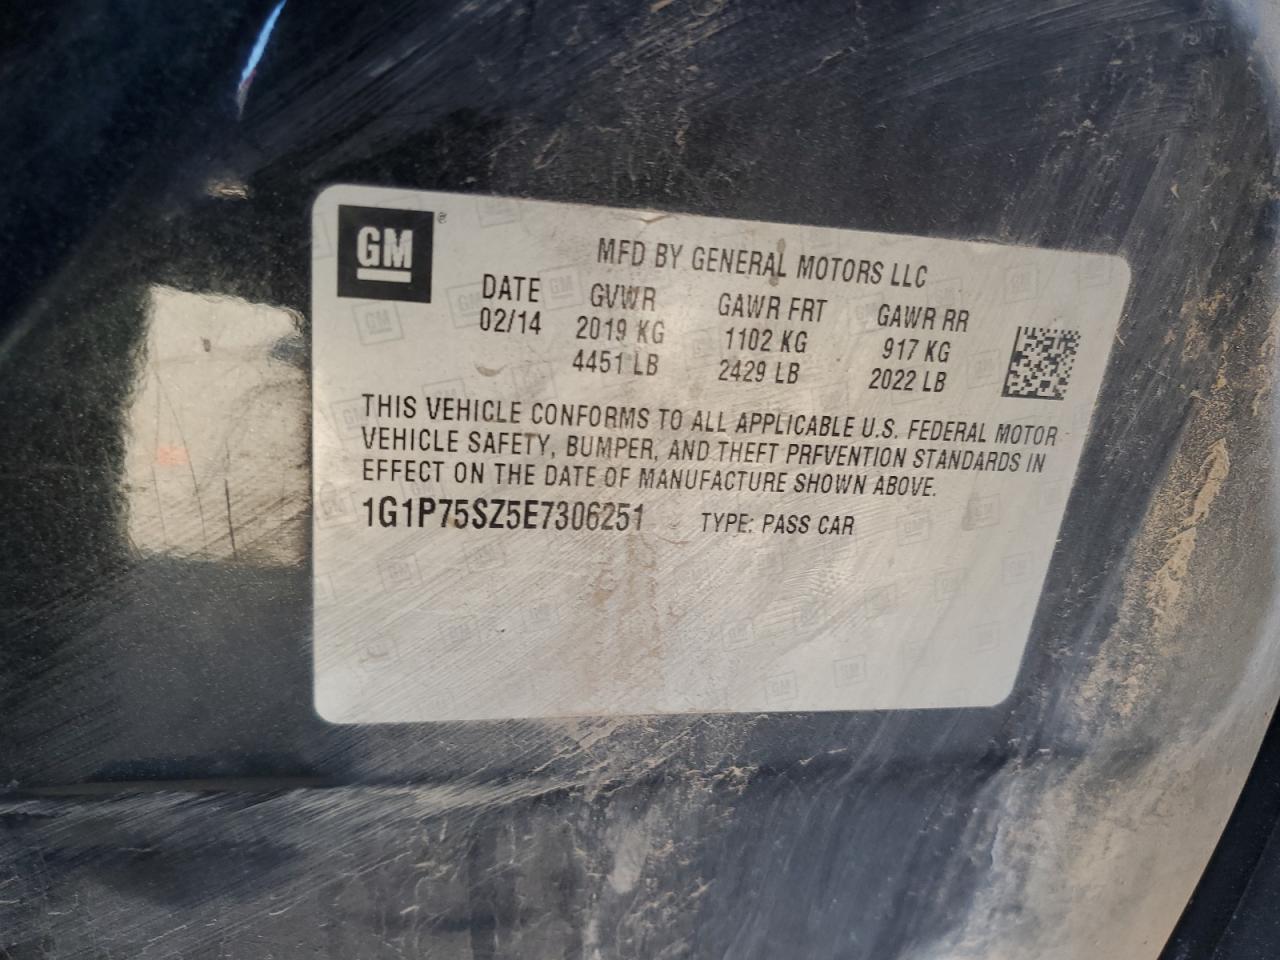 GM®
MFD BY GENERAL MOTORS LLC
DATE GVWR GAWR FRT GAWR RR
02/14 2019 KG 1102 KG 917 KG
4451 LB 2429 LB 2022 LB
THIS VEHICLE CONFORMS TO ALL APPLICABLE U.S. FEDERAL MOTOR
VEHICLE SAFETY, BUMPER, AND THEFT PREVENTION STANDARDS IN
EFFECT ON THE DATE OF MANUFACTURE SHOWN ABOVE.
1G1P75SZ5E7306251 TYPE: PASS CAR